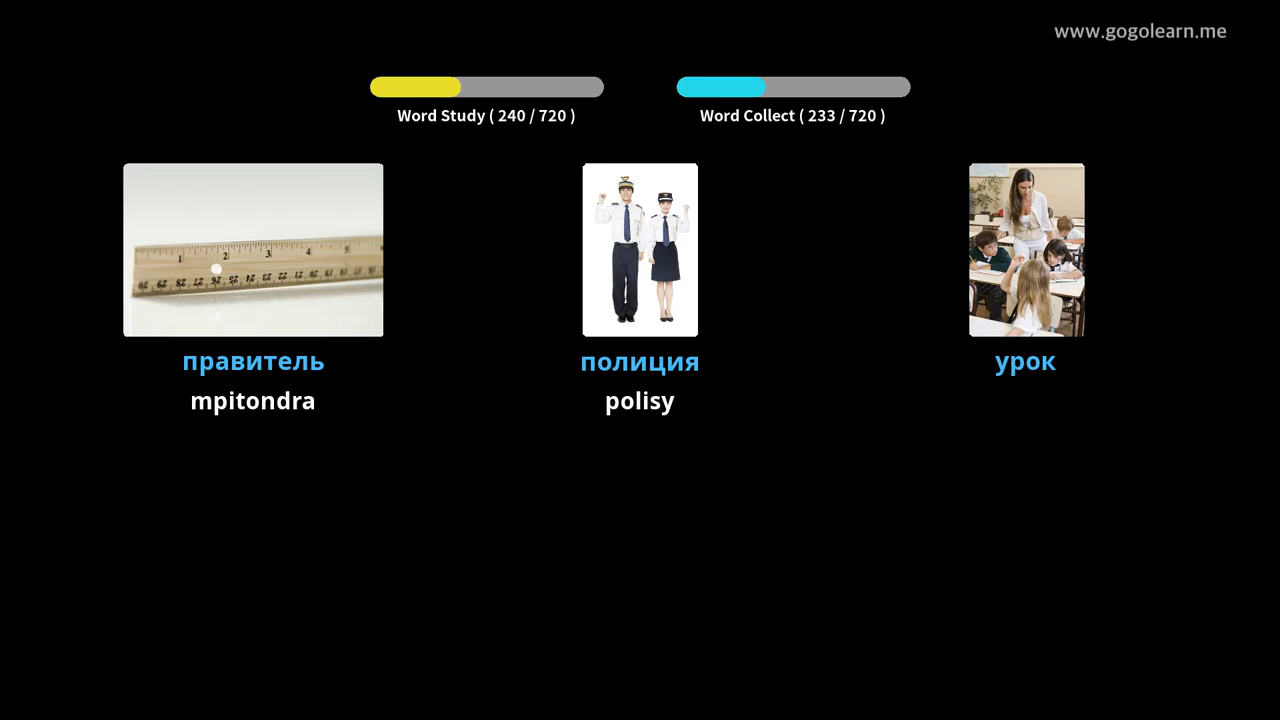 www.gogolearn.me
Word Study ( 240 / 720 )
Word Collect ( 233 / 720 )
правитель
полиция
урок
mpitondra
polisy